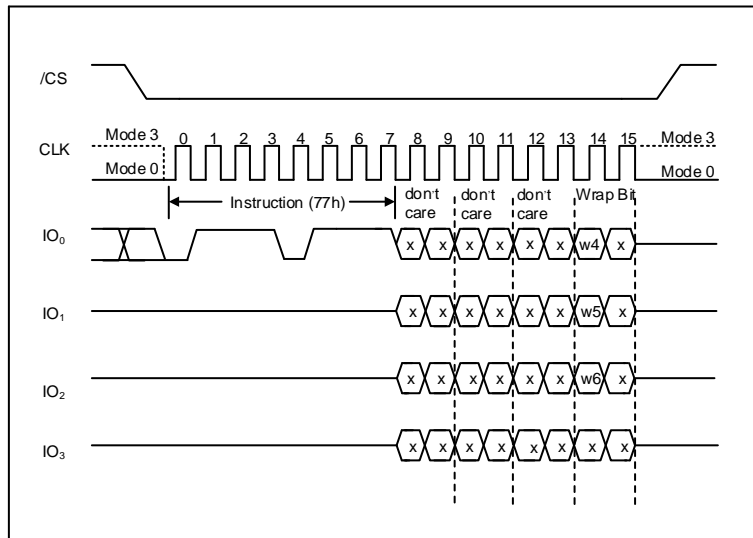 /CS
Mode 3 0 1 2 3 4 5 6 7 8 9 10 11 12 13 14 15 Mode 3
CLK
Mode 0 Mode 0
Instruction (77h) don't care don't care don't care Wrap Bit
IO0 x x x x x x w4 x
IO1 x x x x x x w5 x
IO2 x x x x x x w6 x
IO3 x x x x x x x x